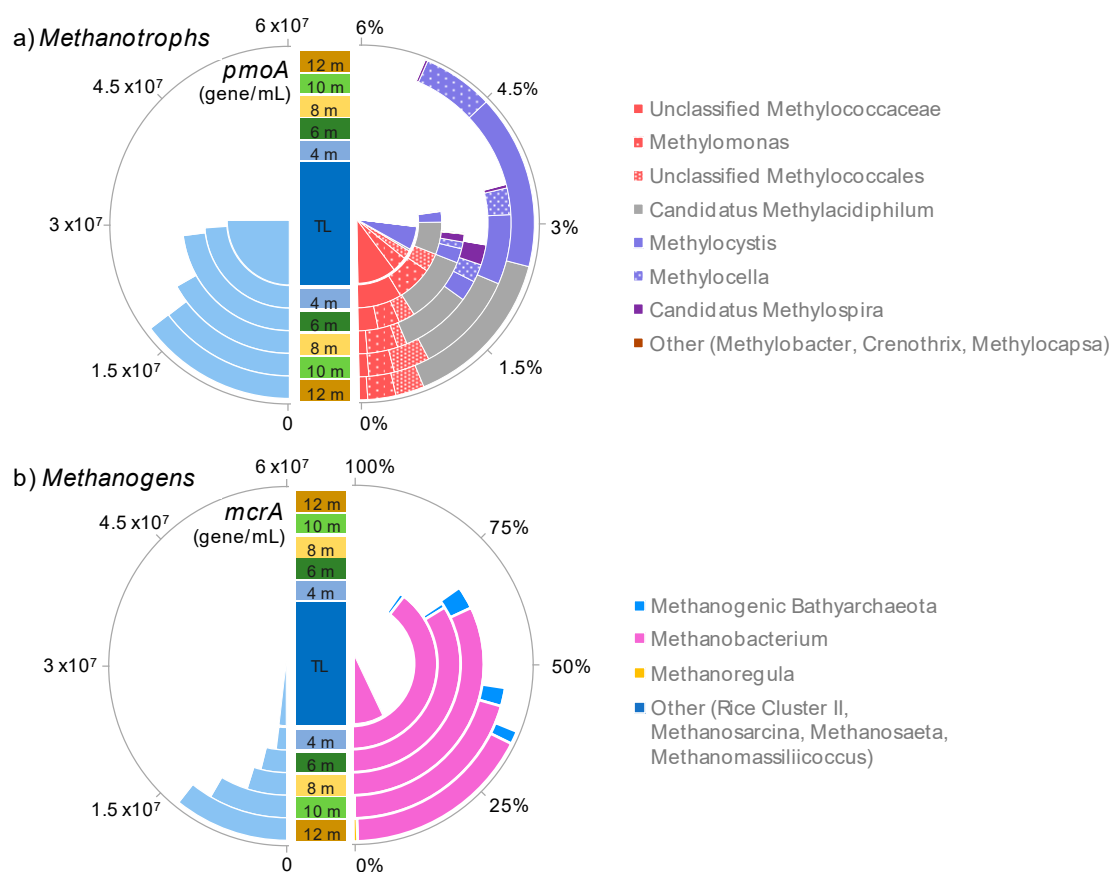 a) Methanotrophs
6 x10⁷
6%
pmoA
(gene/mL)
4.5 x10⁷
4.5%
3 x10⁷
3%
1.5 x10⁷
1.5%
0
0%
12 m
10 m
8 m
6 m
4 m
TL
4 m
6 m
8 m
10 m
12 m
Unclassified Methylococcaceae
Methylomonas
Unclassified Methylococcales
Candidatus Methylacidiphilum
Methylocystis
Methylocella
Candidatus Methylospira
Other (Methylobacter, Crenothrix, Methylocapsa)
b) Methanogens
6 x10⁷
100%
mcrA
(gene/mL)
4.5 x10⁷
75%
3 x10⁷
50%
1.5 x10⁷
25%
0
0%
12 m
10 m
8 m
6 m
4 m
TL
4 m
6 m
8 m
10 m
12 m
Methanogenic Bathyarchaeota
Methanobacterium
Methanoregula
Other (Rice Cluster II,
Methanosarcina, Methanosaeta,
Methanomassiliicoccus)